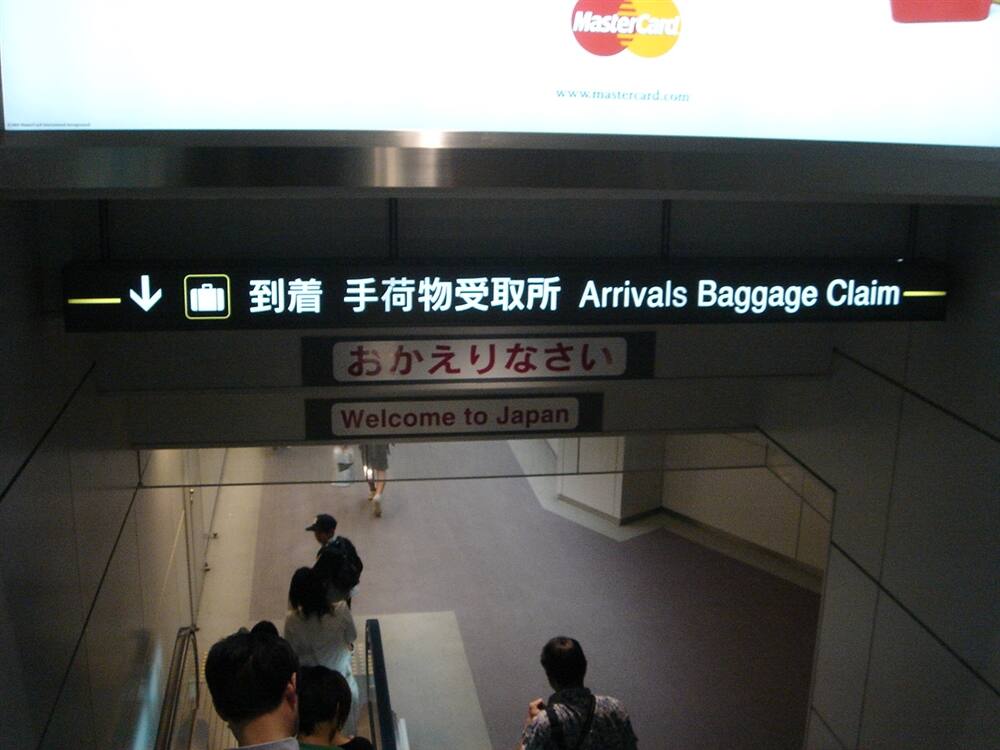 MasterCard
www.mastercard.com
到着 手荷物受取所 Arrivals Baggage Claim
おかえりなさい
Welcome to Japan